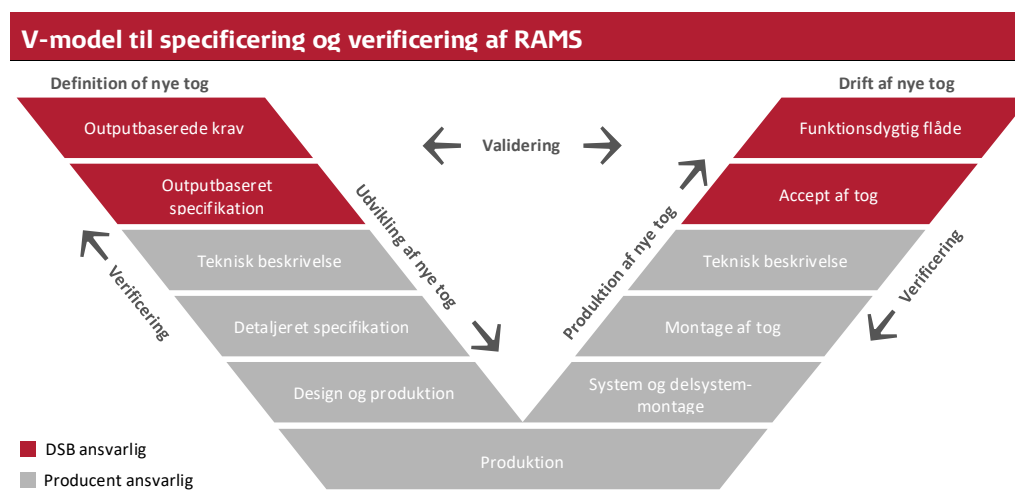 V-model til specificering og verificering af RAMS
Definition of nye tog
Drift af nye tog
Outputbaserede krav
Validering
Funktionsdygtig flåde
Outputbaseret
specifikation
Udvikling af nye tog
Produktion af nye tog
Accept af tog
Verificering
Teknisk beskrivelse
Teknisk beskrivelse
Verificering
Detaljeret specifikation
Montage af tog
Design og produktion
System og delsystem-
montage
Produktion
DSB ansvarlig
Producent ansvarlig